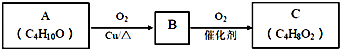 A O₂ B O₂ C
(C4H10O) Cu/△ 催化剂 (C4H8O2)